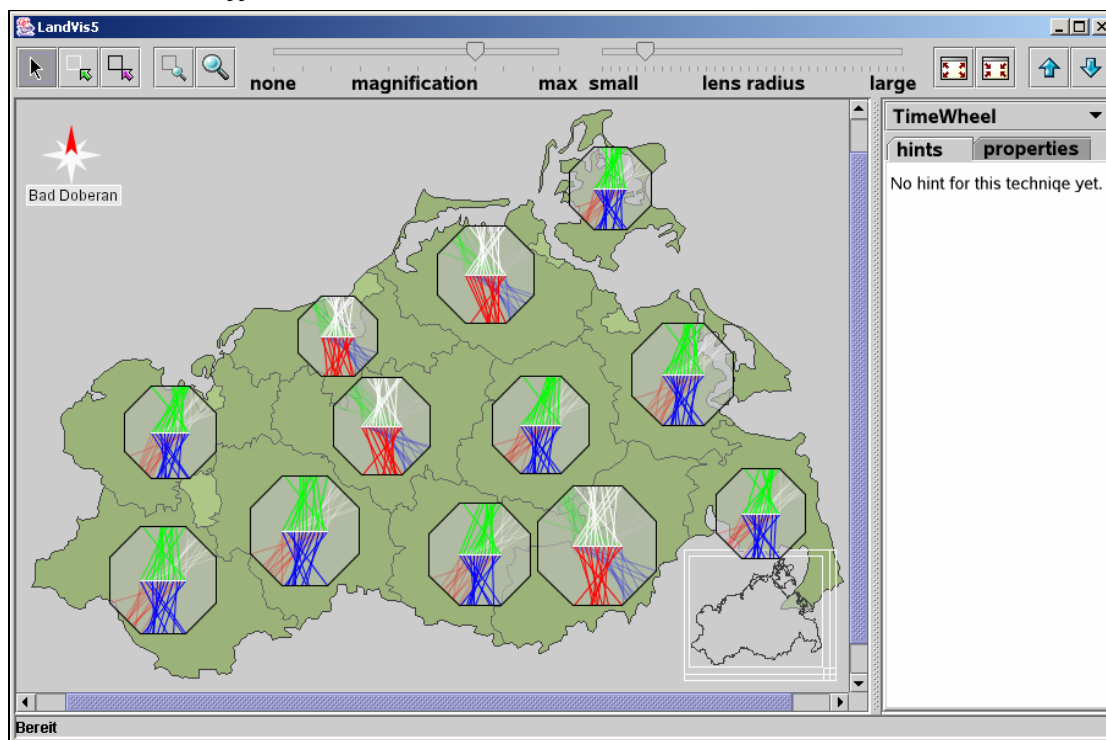 LandVis5
none magnification max small lens radius large
TimeWheel
hints properties
No hint for this techniqe yet.
Bad Doberan
Bereit